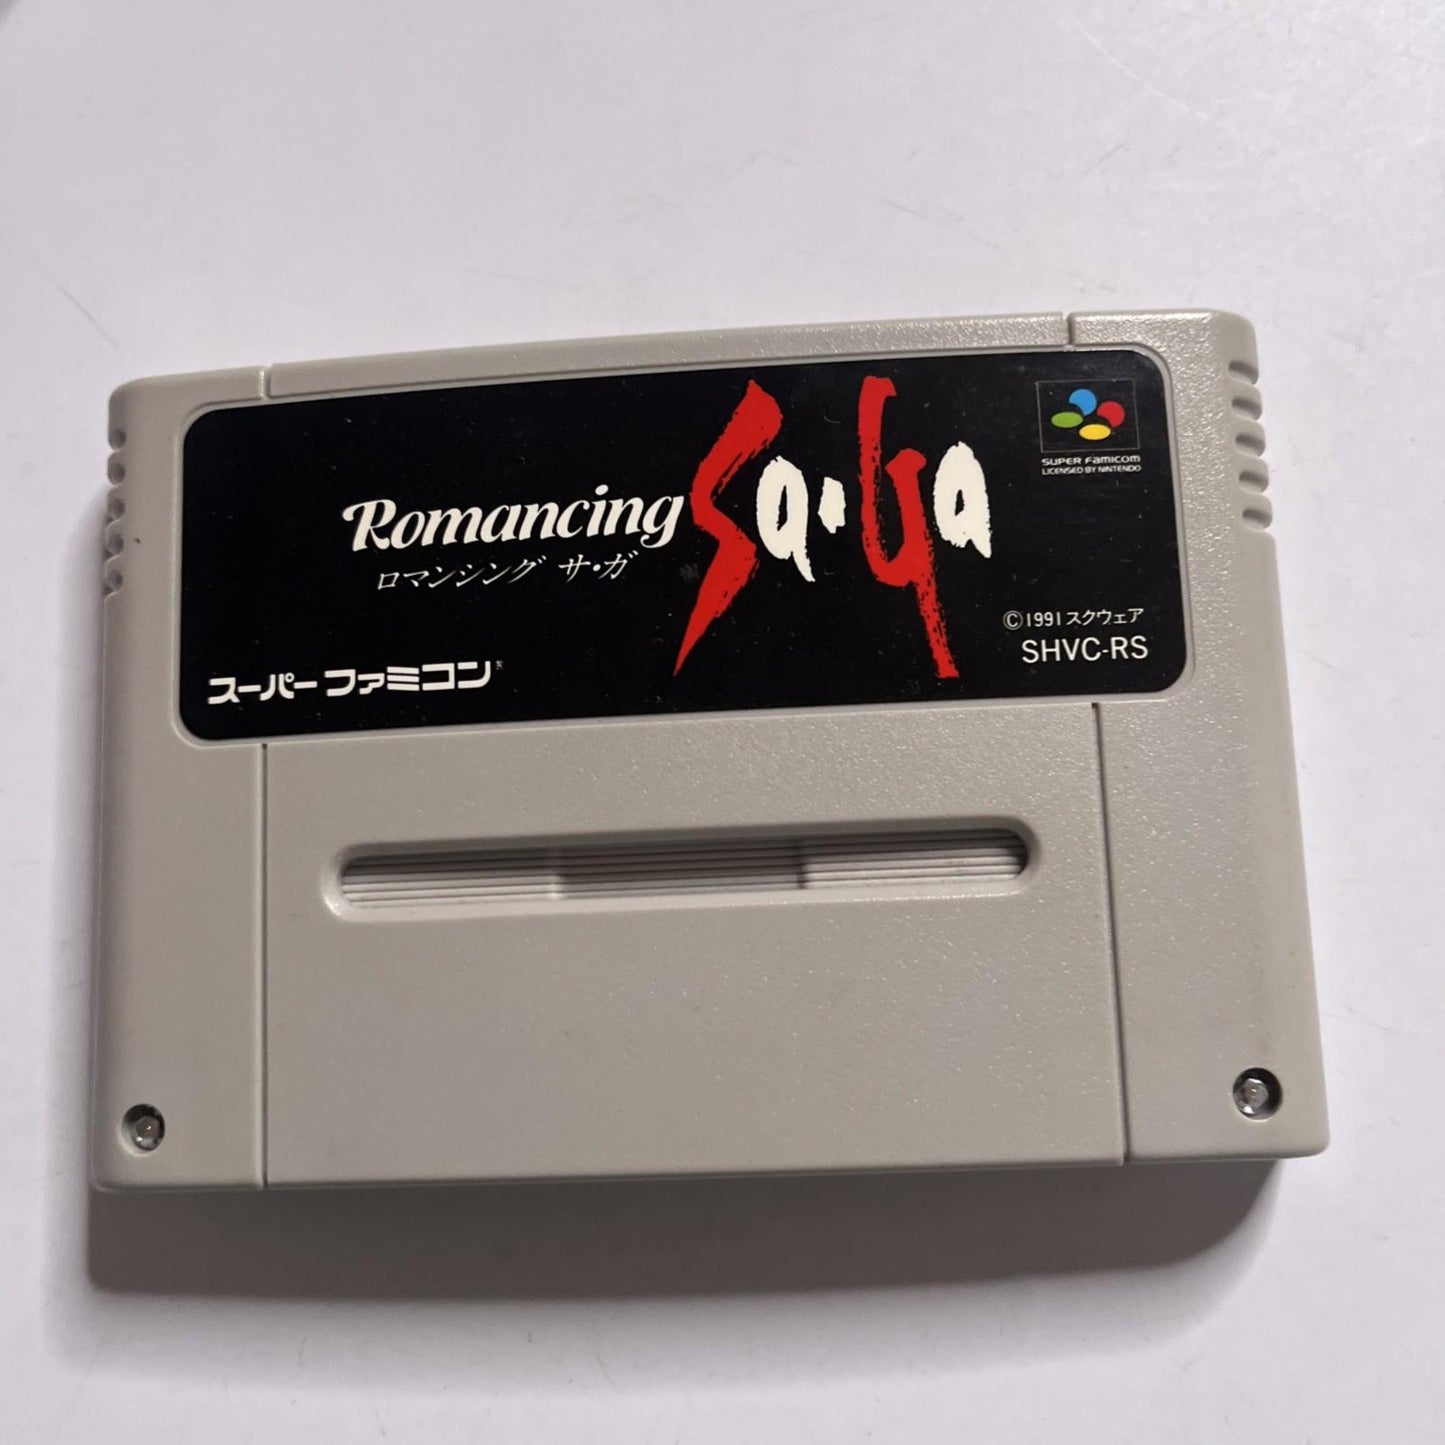 Romancing Sa・Ga
ロマンシング サ・ガ
SUPER Famicom
LICENSED BY NINTENDO
©1991 スクウェア
SHVC-RS
スーパーファミコン